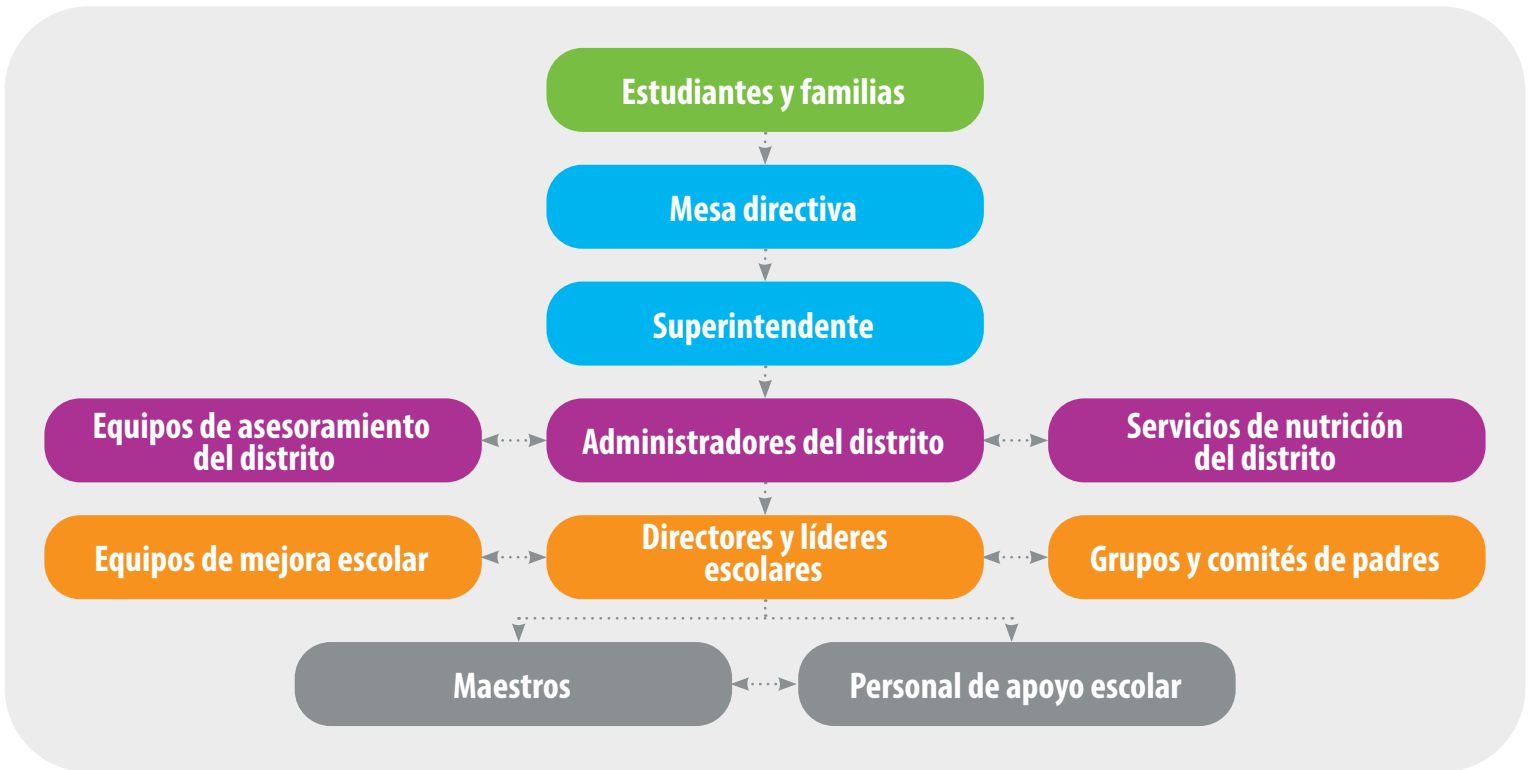 Estudiantes y familias
Mesa directiva
Superintendente
Equipos de asesoramiento
del distrito
Administradores del distrito
Servicios de nutrición
del distrito
Equipos de mejora escolar
Directores y líderes
escolares
Grupos y comités de padres
Maestros
Personal de apoyo escolar